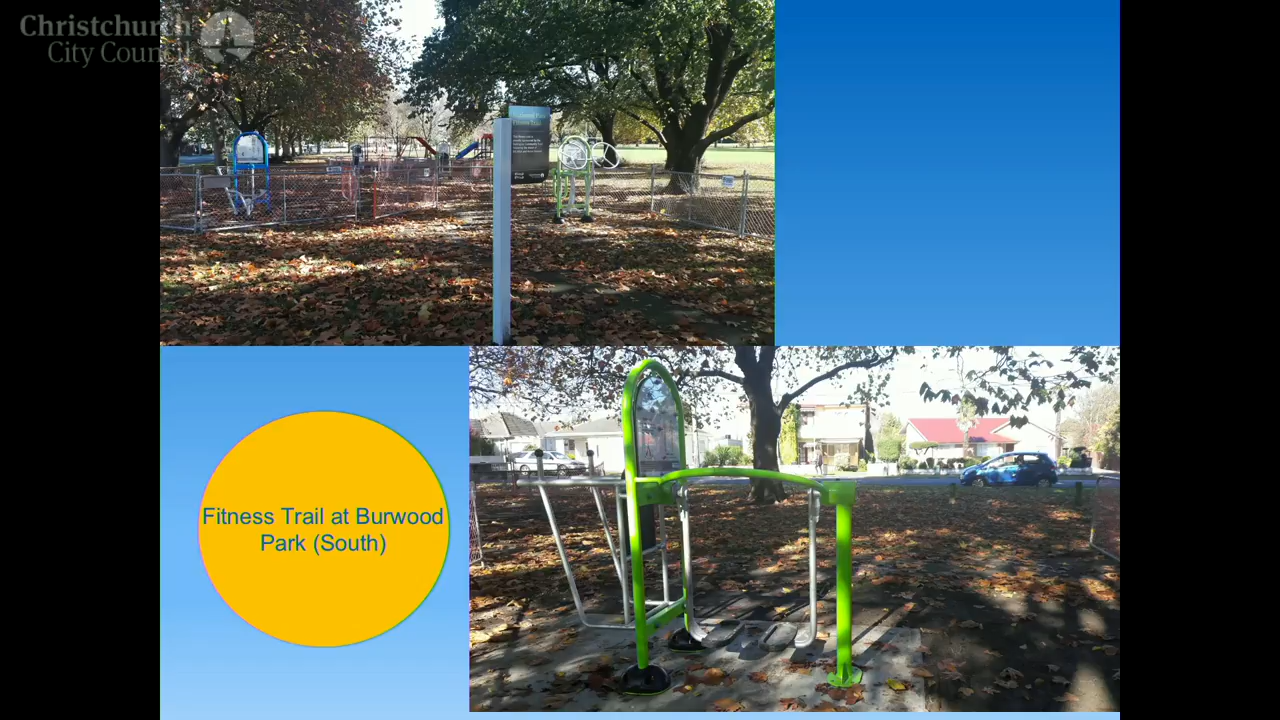 Christchurch
City Council
Fitness Trail at Burwood
Park (South)